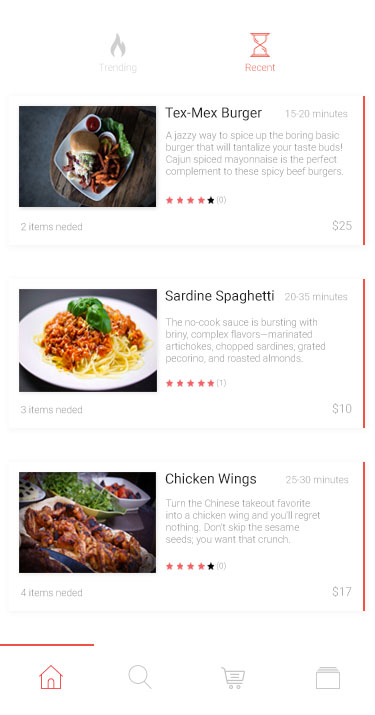 Trending
Recent
Tex-Mex Burger
15-20 minutes
A jazzy way to spice up the boring basic
burger that will tantalize your taste buds!
Cajun spiced mayonnaise is the perfect
complement to these spicy beef burgers.
(0)
2 items neded
$25
Sardine Spaghetti
20-35 minutes
The no-cook sauce is bursting with
briny, complex flavors—marinated
artichokes, chopped sardines, grated
pecorino, and roasted almonds.
(1)
3 items neded
$10
Chicken Wings
25-30 minutes
Turn the Chinese takeout favorite
into a chicken wing and you'll regret
nothing. Don't skip the sesame
seeds; you want that crunch.
(0)
4 items neded
$17